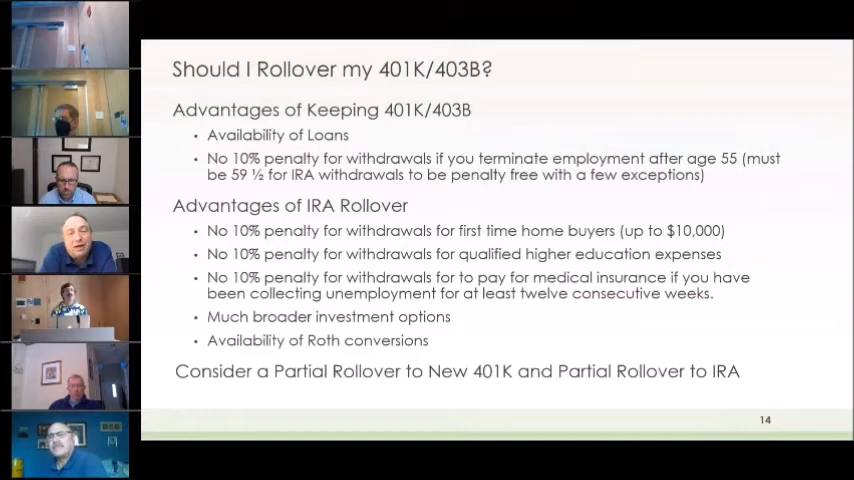 Should I Rollover my 401K/403B?
Advantages of Keeping 401K/403B
• Availability of Loans
• No 10% penalty for withdrawals if you terminate employment after age 55 (must
be 59 ½ for IRA withdrawals to be penalty free with a few exceptions)
Advantages of IRA Rollover
• No 10% penalty for withdrawals for first time home buyers (up to $10,000)
• No 10% penalty for withdrawals for qualified higher education expenses
• No 10% penalty for withdrawals for to pay for medical insurance if you have
been collecting unemployment for at least twelve consecutive weeks.
• Much broader investment options
• Availability of Roth conversions
Consider a Partial Rollover to New 401K and Partial Rollover to IRA
14